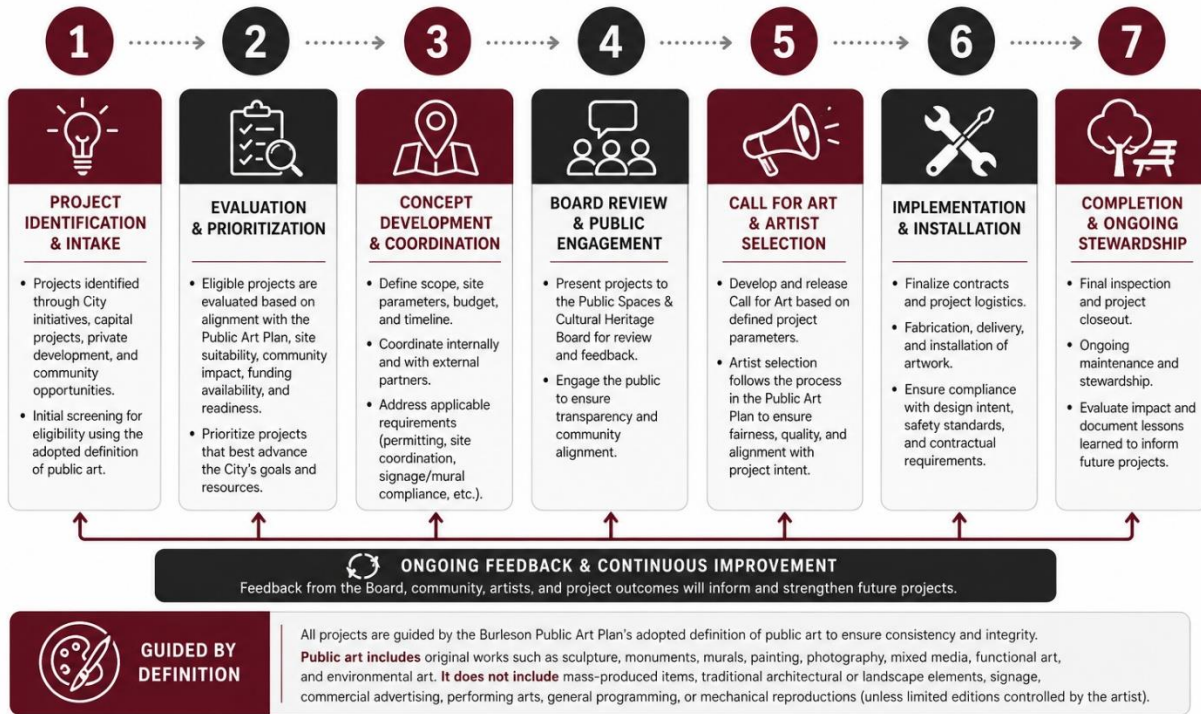 1
2
3
4
5
6
7
PROJECT
IDENTIFICATION
& INTAKE
• Projects identified
through City
initiatives, capital
projects, private
development, and
community
opportunities.
• Initial screening for
eligibility using the
adopted definition
of public art.
EVALUATION
& PRIORITIZATION
• Eligible projects are
evaluated based on
alignment with the
Public Art Plan, site
suitability, community
impact, funding
availability, and
readiness.
• Prioritize projects
that best advance
the City's goals and
resources.
CONCEPT
DEVELOPMENT
& COORDINATION
• Define scope, site
parameters, budget,
and timeline.
• Coordinate internally
and with external
partners.
• Address applicable
requirements
(permitting, site
coordination,
signage/mural
compliance, etc.).
BOARD REVIEW
& PUBLIC
ENGAGEMENT
• Present projects to
the Public Spaces &
Cultural Heritage
Board for review
and feedback.
• Engage the public
to ensure
transparency and
community
alignment.
CALL FOR ART
& ARTIST
SELECTION
• Develop and release
Call for Art based on
defined project
parameters.
• Artist selection
follows the process
in the Public Art
Plan to ensure
fairness, quality, and
alignment with
project intent.
IMPLEMENTATION
& INSTALLATION
• Finalize contracts
and project logistics.
• Fabrication, delivery,
and installation of
artwork.
• Ensure compliance
with design intent,
safety standards,
and contractual
requirements.
COMPLETION
& ONGOING
STEWARDSHIP
• Final inspection
and project
closeout.
• Ongoing
maintenance and
stewardship.
• Evaluate impact and
document lessons
learned to inform
future projects.
ONGOING FEEDBACK & CONTINUOUS IMPROVEMENT
Feedback from the Board, community, artists, and project outcomes will inform and strengthen future projects.
GUIDED BY
DEFINITION
All projects are guided by the Burleson Public Art Plan's adopted definition of public art to ensure consistency and integrity.
Public art includes original works such as sculpture, monuments, murals, painting, photography, mixed media, functional art,
and environmental art. It does not include mass-produced items, traditional architectural or landscape elements, signage,
commercial advertising, performing arts, general programming, or mechanical reproductions (unless limited editions controlled by the artist).